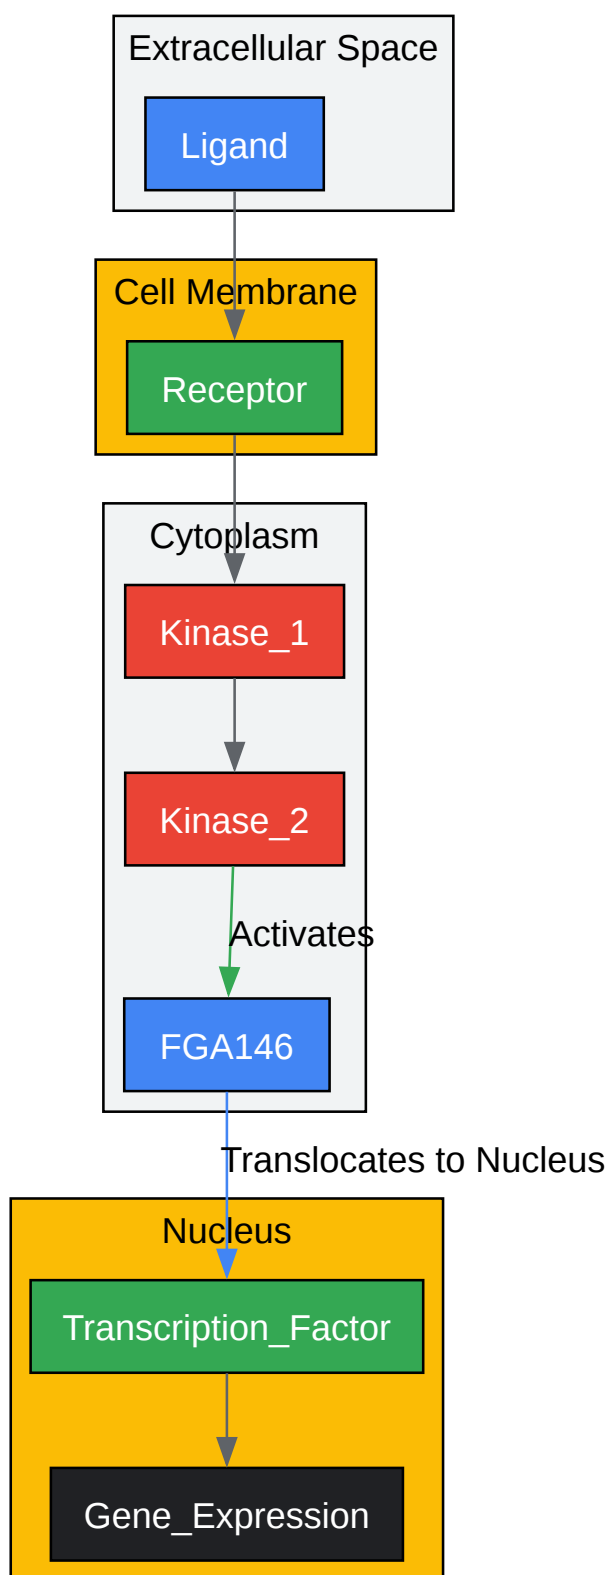 Extracellular Space
Ligand
Cell Membrane
Receptor
Cytoplasm
Kinase_1
Kinase_2
Activates
FGA146
Translocates to Nucleus
Nucleus
Transcription_Factor
Gene_Expression